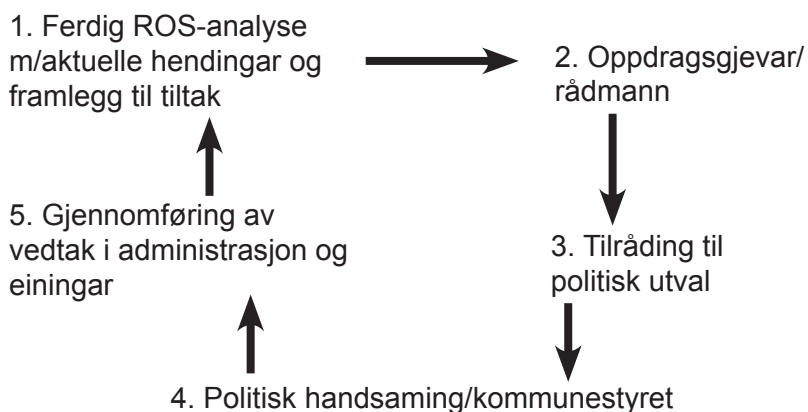 1. Ferdig ROS-analyse
m/aktuelle hendingar og
framlegg til tiltak
2. Oppdragsgjevar/
rådmann
3. Tilråding til
politisk utval
4. Politisk handsaming/kommunestyret
5. Gjennomføring av
vedtak i administrasjon og
einingar